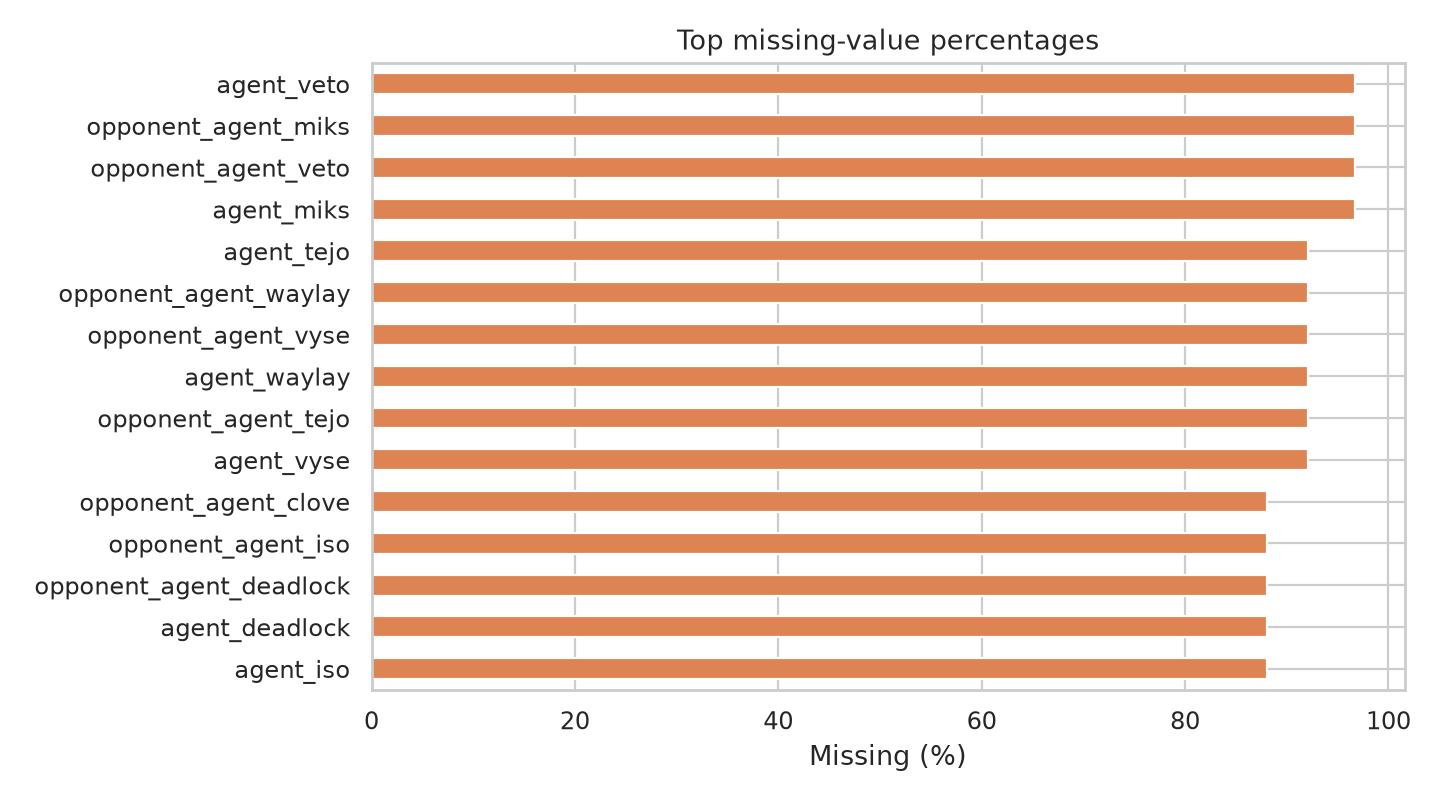 Top missing-value percentages
agent_veto
opponent_agent_miks
opponent_agent_veto
agent_miks
agent_tejo
opponent_agent_waylay
opponent_agent_vyse
agent_waylay
opponent_agent_tejo
agent_vyse
opponent_agent_clove
opponent_agent_iso
opponent_agent_deadlock
agent_deadlock
agent_iso
0 20 40 60 80 100
Missing (%)